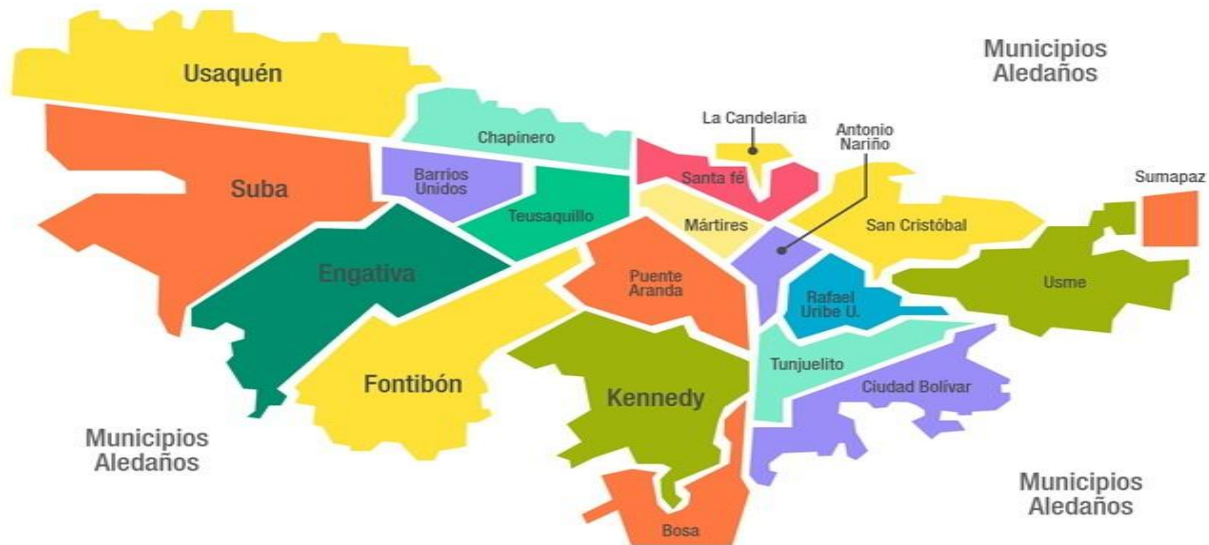 Municipios
Aledaños
Usaquén
La Candelaria
Antonio
Nariño
Chapinero
Barrios
Unidos
Santa fé
Sumapaz
Suba
Teusaquillo
Mártires
San Cristóbal
Engativa
Puente
Aranda
Usme
Rafael
Uribe U.
Fontibón
Kennedy
Tunjuelito
Ciudad Bolívar
Municipios
Aledaños
Municipios
Aledaños
Bosa